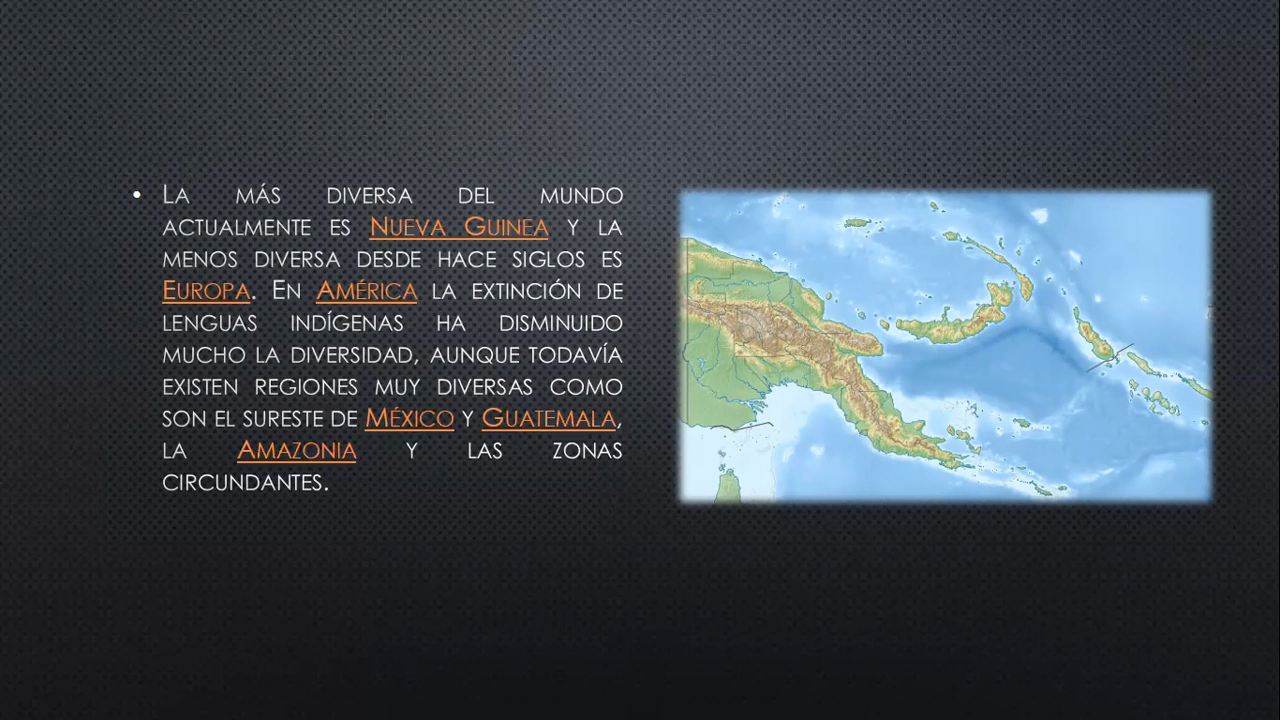 • La más diversa del mundo
actualmente es Nueva Guinea y la
menos diversa desde hace siglos es
Europa. En América la extinción de
lenguas indígenas ha disminuido
mucho la diversidad, aunque todavía
existen regiones muy diversas como
son el sureste de México y Guatemala,
la Amazonia y las zonas
circundantes.